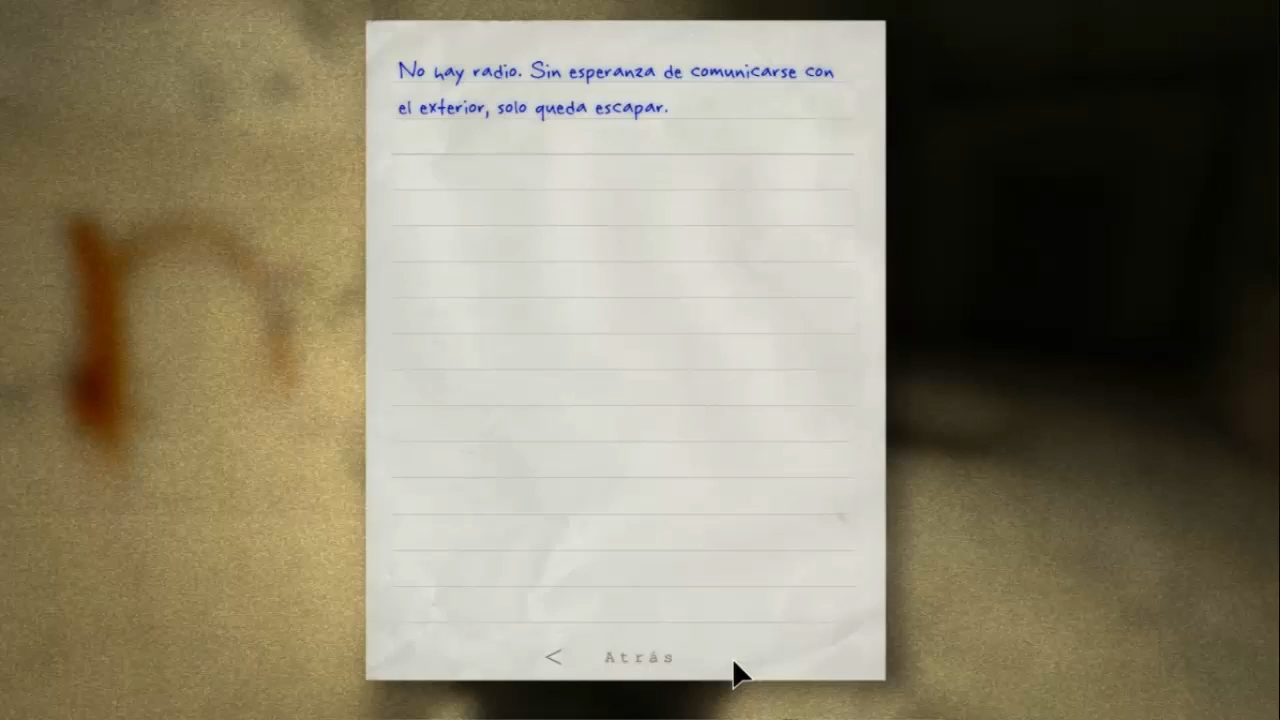 No hay radio. Sin esperanza de comunicarse con
el exterior, solo queda escapar.
< Atrás